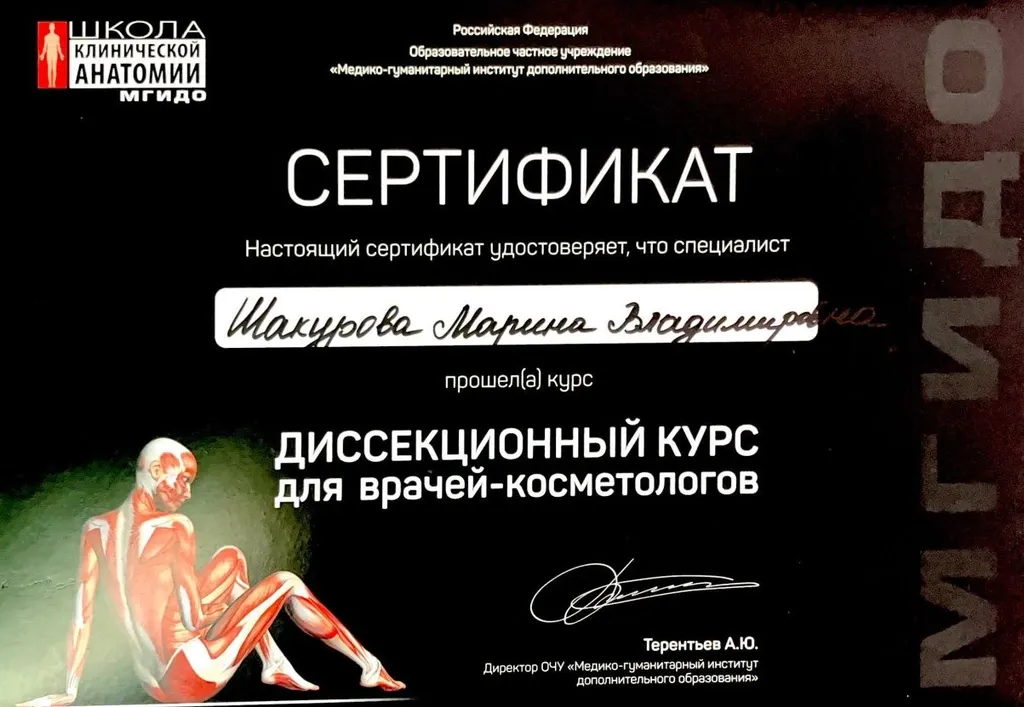 ШКОЛА
КЛИНИЧЕСКОЙ
АНАТОМИИ
МГИДО
Российская Федерация
Образовательное частное учреждение
«Медико-гуманитарный институт дополнительного образования»
СЕРТИФИКАТ
Настоящий сертификат удостоверяет, что специалист
Шакурова Марина Владимировна
прошел(а) курс
ДИССЕКЦИОННЫЙ КУРС
для врачей-косметологов
Терентьев А.Ю.
Директор ОЧУ «Медико-гуманитарный институт
дополнительного образования»
МГИДО